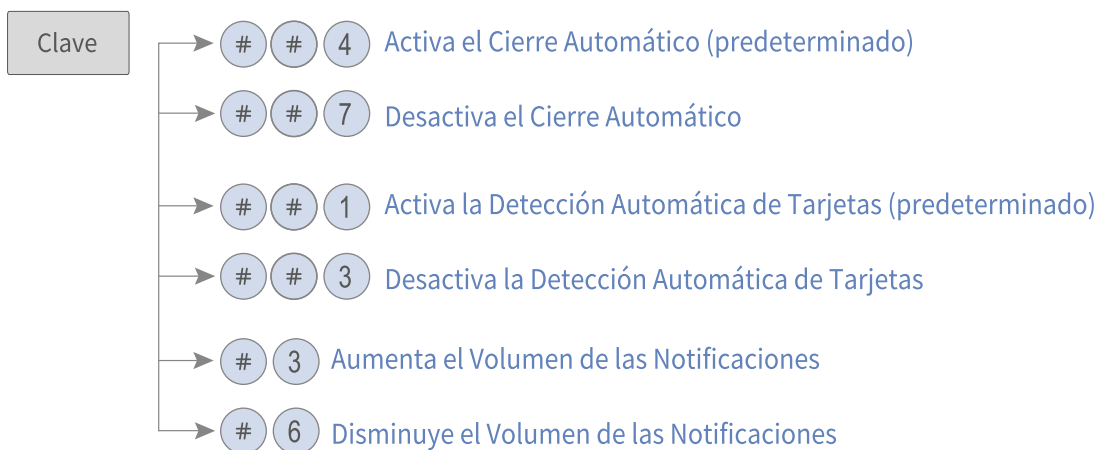 Clave
# # 4 Activa el Cierre Automático (predeterminado)
# # 7 Desactiva el Cierre Automático
# # 1 Activa la Detección Automática de Tarjetas (predeterminado)
# # 3 Desactiva la Detección Automática de Tarjetas
# 3 Aumenta el Volumen de las Notificaciones
# 6 Disminuye el Volumen de las Notificaciones